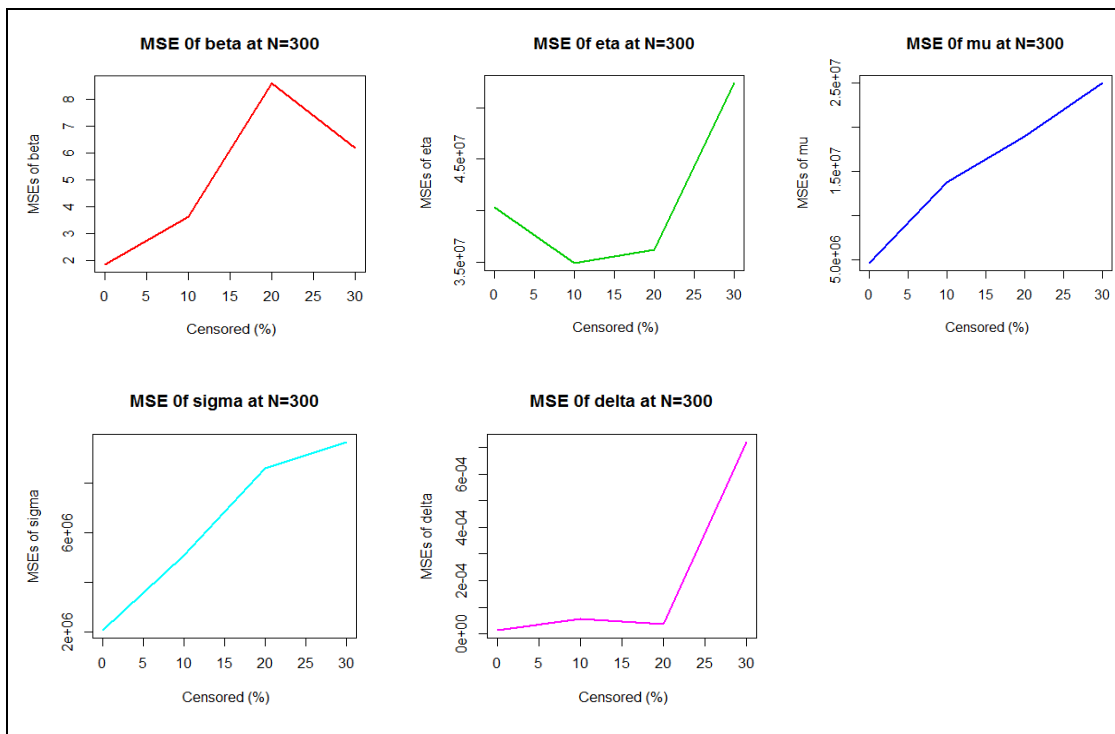 MSE 0f beta at N=300
MSEs of beta
8
7
6
5
4
3
2
0 5 10 15 20 25 30
Censored (%)
MSE 0f eta at N=300
MSEs of eta
4.5e+07
3.5e+07
0 5 10 15 20 25 30
Censored (%)
MSE 0f mu at N=300
MSEs of mu
2.5e+07
1.5e+07
5.0e+06
0 5 10 15 20 25 30
Censored (%)
MSE 0f sigma at N=300
MSEs of sigma
6e+06
2e+06
0 5 10 15 20 25 30
Censored (%)
MSE 0f delta at N=300
MSEs of delta
6e-04
4e-04
2e-04
0e+00
0 5 10 15 20 25 30
Censored (%)